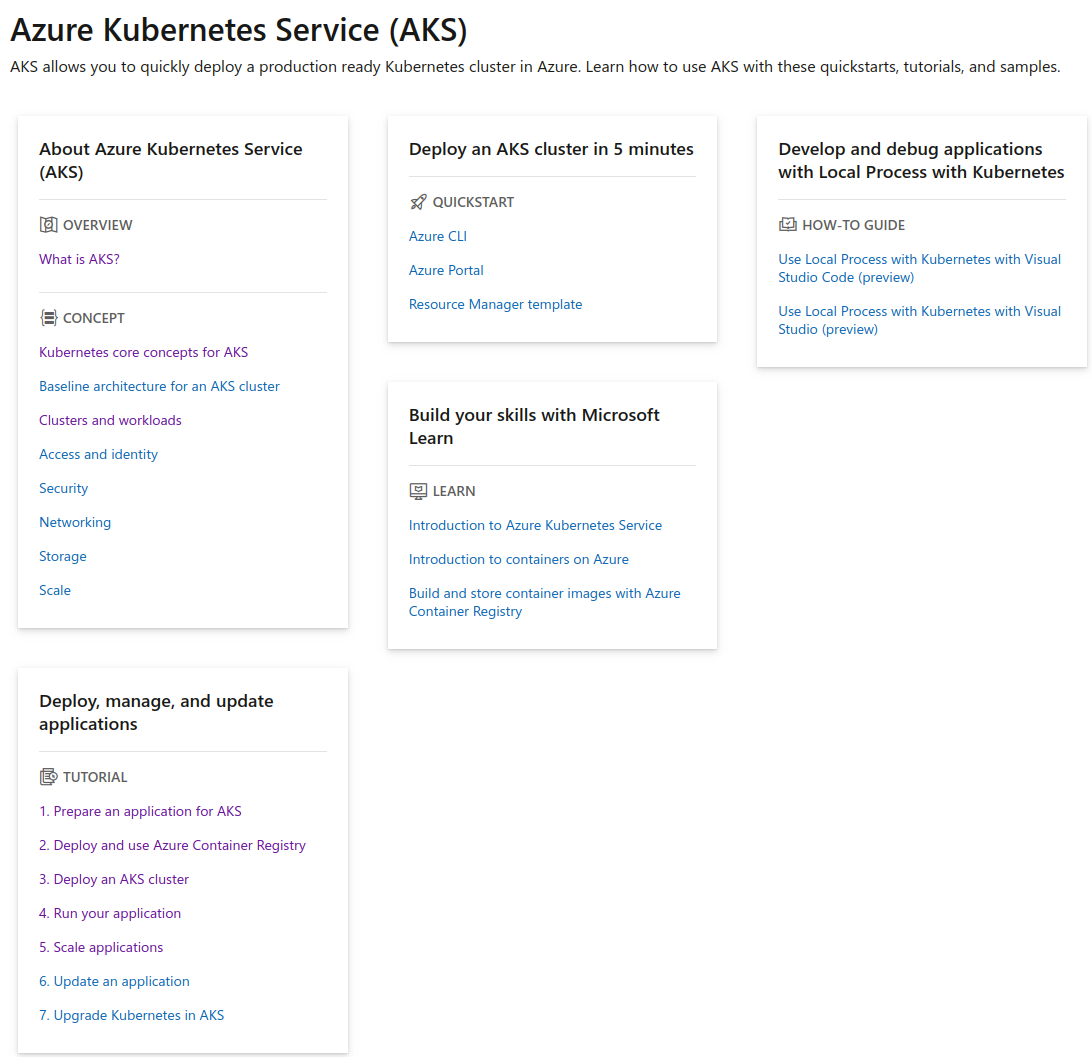 Azure Kubernetes Service (AKS)
AKS allows you to quickly deploy a production ready Kubernetes cluster in Azure. Learn how to use AKS with these quickstarts, tutorials, and samples.
About Azure Kubernetes Service
(AKS)
OVERVIEW
What is AKS?
CONCEPT
Kubernetes core concepts for AKS
Baseline architecture for an AKS cluster
Clusters and workloads
Access and identity
Security
Networking
Storage
Scale
Deploy, manage, and update
applications
TUTORIAL
1. Prepare an application for AKS
2. Deploy and use Azure Container Registry
3. Deploy an AKS cluster
4. Run your application
5. Scale applications
6. Update an application
7. Upgrade Kubernetes in AKS
Deploy an AKS cluster in 5 minutes
QUICKSTART
Azure CLI
Azure Portal
Resource Manager template
Build your skills with Microsoft
Learn
LEARN
Introduction to Azure Kubernetes Service
Introduction to containers on Azure
Build and store container images with Azure
Container Registry
Develop and debug applications
with Local Process with Kubernetes
HOW-TO GUIDE
Use Local Process with Kubernetes with Visual
Studio Code (preview)
Use Local Process with Kubernetes with Visual
Studio (preview)